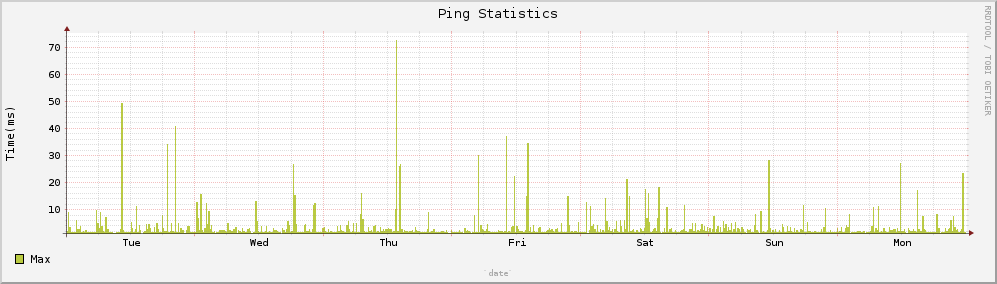 Ping Statistics
RRDTOOL / TOBI OETIKER
Time(ms)
70
60
50
40
30
20
10
Tue Wed Thu Fri Sat Sun Mon
Max
`date`